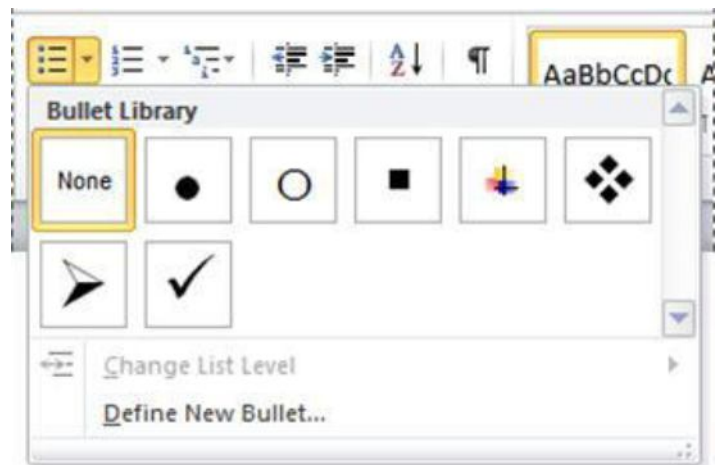 AaBbCcDc
Bullet Library
None
Change List Level
Define New Bullet...